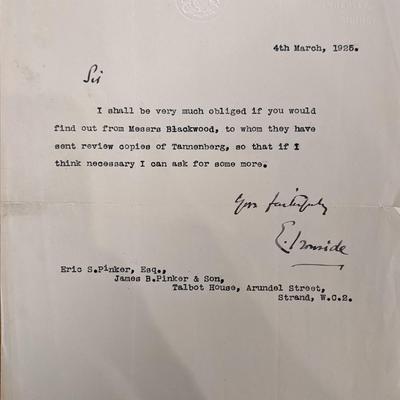 4th March, 1925.
Sir
I shall be very much obliged if you would
find out from Messrs Blackwood, to whom they have
sent review copies of Tannenberg, so that if I
think necessary I can ask for some more.
Yours faithfully
E. Ironside
Eric S.Pinker, Esq.,
James B.Pinker & Son,
Talbot House, Arundel Street,
Strand, W.C.2.